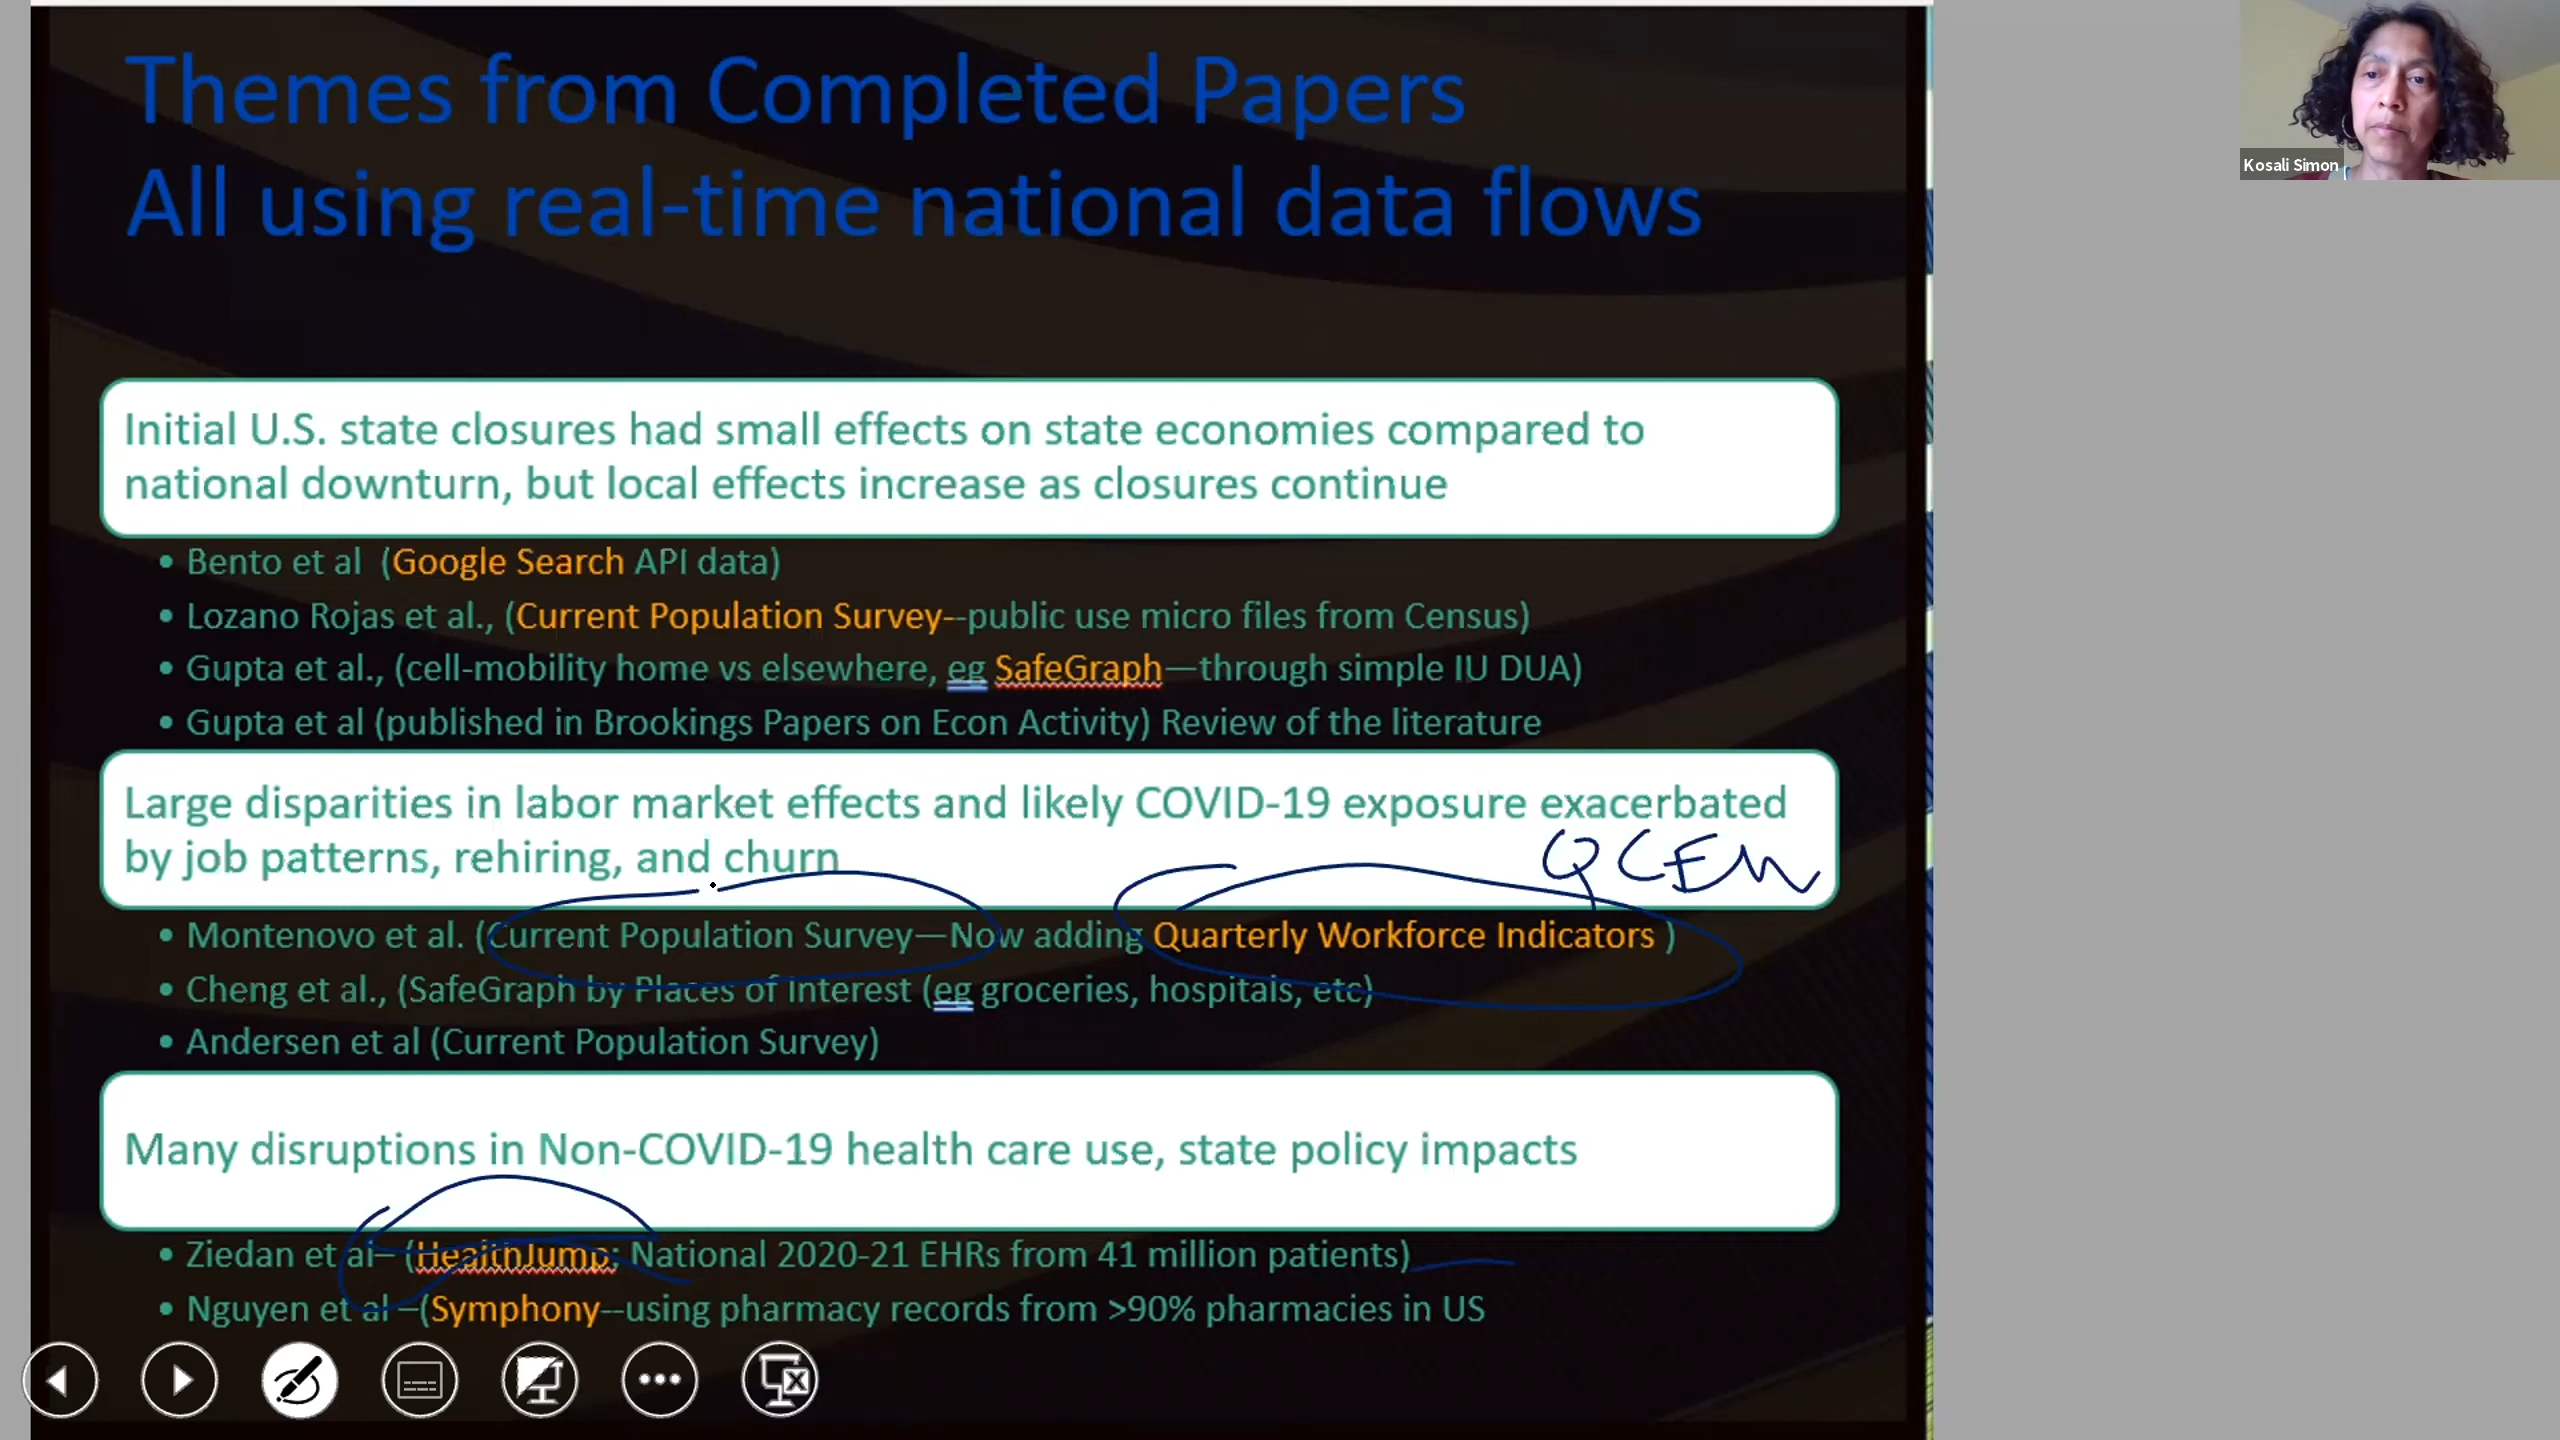 Themes from Completed Papers
All using real-time national data flows
Kosali Simon
Initial U.S. state closures had small effects on state economies compared to
national downturn, but local effects increase as closures continue
• Bento et al  (Google Search API data)
• Lozano Rojas et al., (Current Population Survey--public use micro files from Census)
• Gupta et al., (cell-mobility home vs elsewhere, eg SafeGraph—through simple IU DUA)
• Gupta et al (published in Brookings Papers on Econ Activity) Review of the literature
Large disparities in labor market effects and likely COVID-19 exposure exacerbated
by job patterns, rehiring, and churn
QCEW
• Montenovo et al. (Current Population Survey—Now adding Quarterly Workforce Indicators )
• Cheng et al., (SafeGraph by Places of Interest (eg groceries, hospitals, etc)
• Andersen et al (Current Population Survey)
Many disruptions in Non-COVID-19 health care use, state policy impacts
• Ziedan et al– (HealthJump; National 2020-21 EHRs from 41 million patients)
• Nguyen et al –(Symphony--using pharmacy records from >90% pharmacies in US